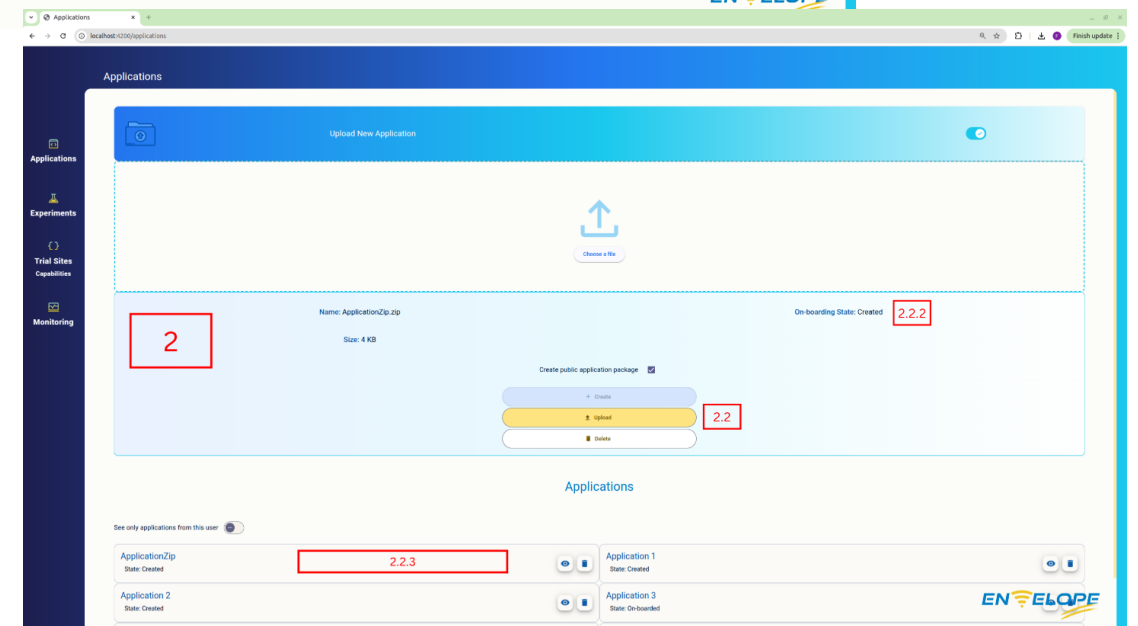 ENVELOPE
Applications
localhost:4200/applications
Finish update
Applications
Upload New Application
Applications
Experiments
Trial Sites
Capabilities
Monitoring
Choose a file
2
Name: ApplicationZip.zip
Size: 4 KB
On-boarding State: Created
2.2.2
Create public application package
+ Create
Upload
2.2
Delete
Applications
See only applications from this user
ApplicationZip
State: Created
2.2.3
Application 1
State: Created
Application 2
State: Created
Application 3
State: On-boarded
ENVELOPE